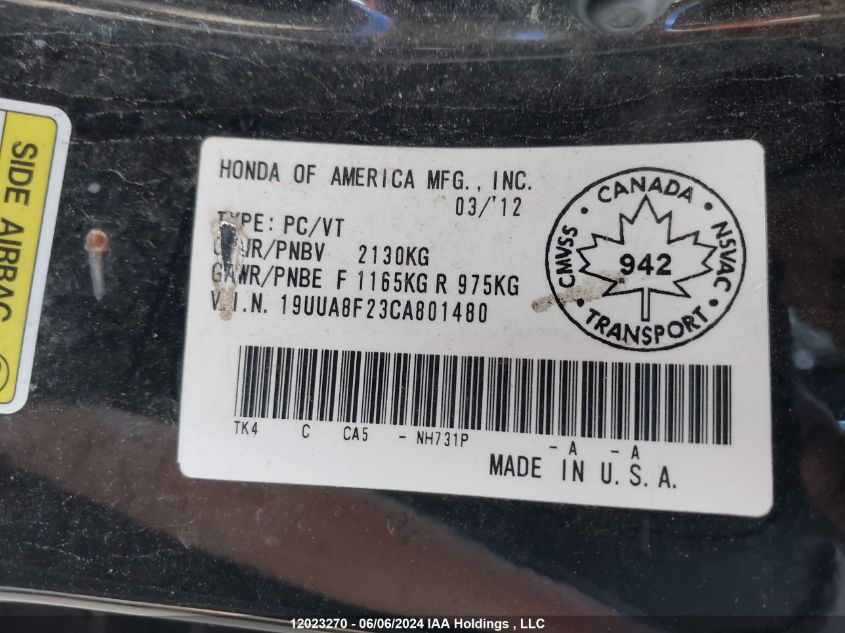 SIDE AIRBAG
HONDA OF AMERICA MFG., INC.
03/'12
TYPE: PC/VT
GVWR/PNBV 2130KG
GAWR/PNBE F 1165KG R 975KG
V.I.N. 19UUA8F23CA801480
CANADA
CMVSS
NSVAC
942
TRANSPORT
TK4 C CA5 - NH731P - A - A
MADE IN U.S.A.
12023270 - 06/06/2024 IAA Holdings , LLC